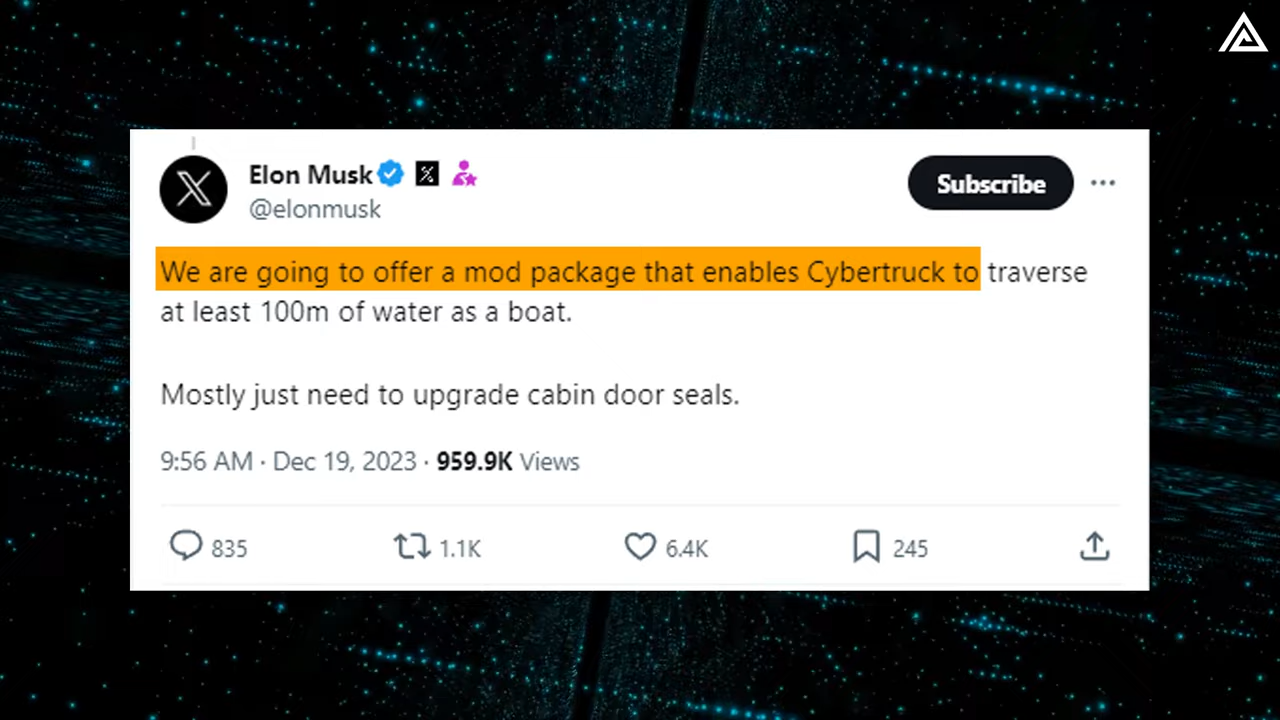 Elon Musk
@elonmusk
Subscribe
We are going to offer a mod package that enables Cybertruck to traverse
at least 100m of water as a boat.
Mostly just need to upgrade cabin door seals.
9:56 AM · Dec 19, 2023 · 959.9K Views
835 1.1K 6.4K 245